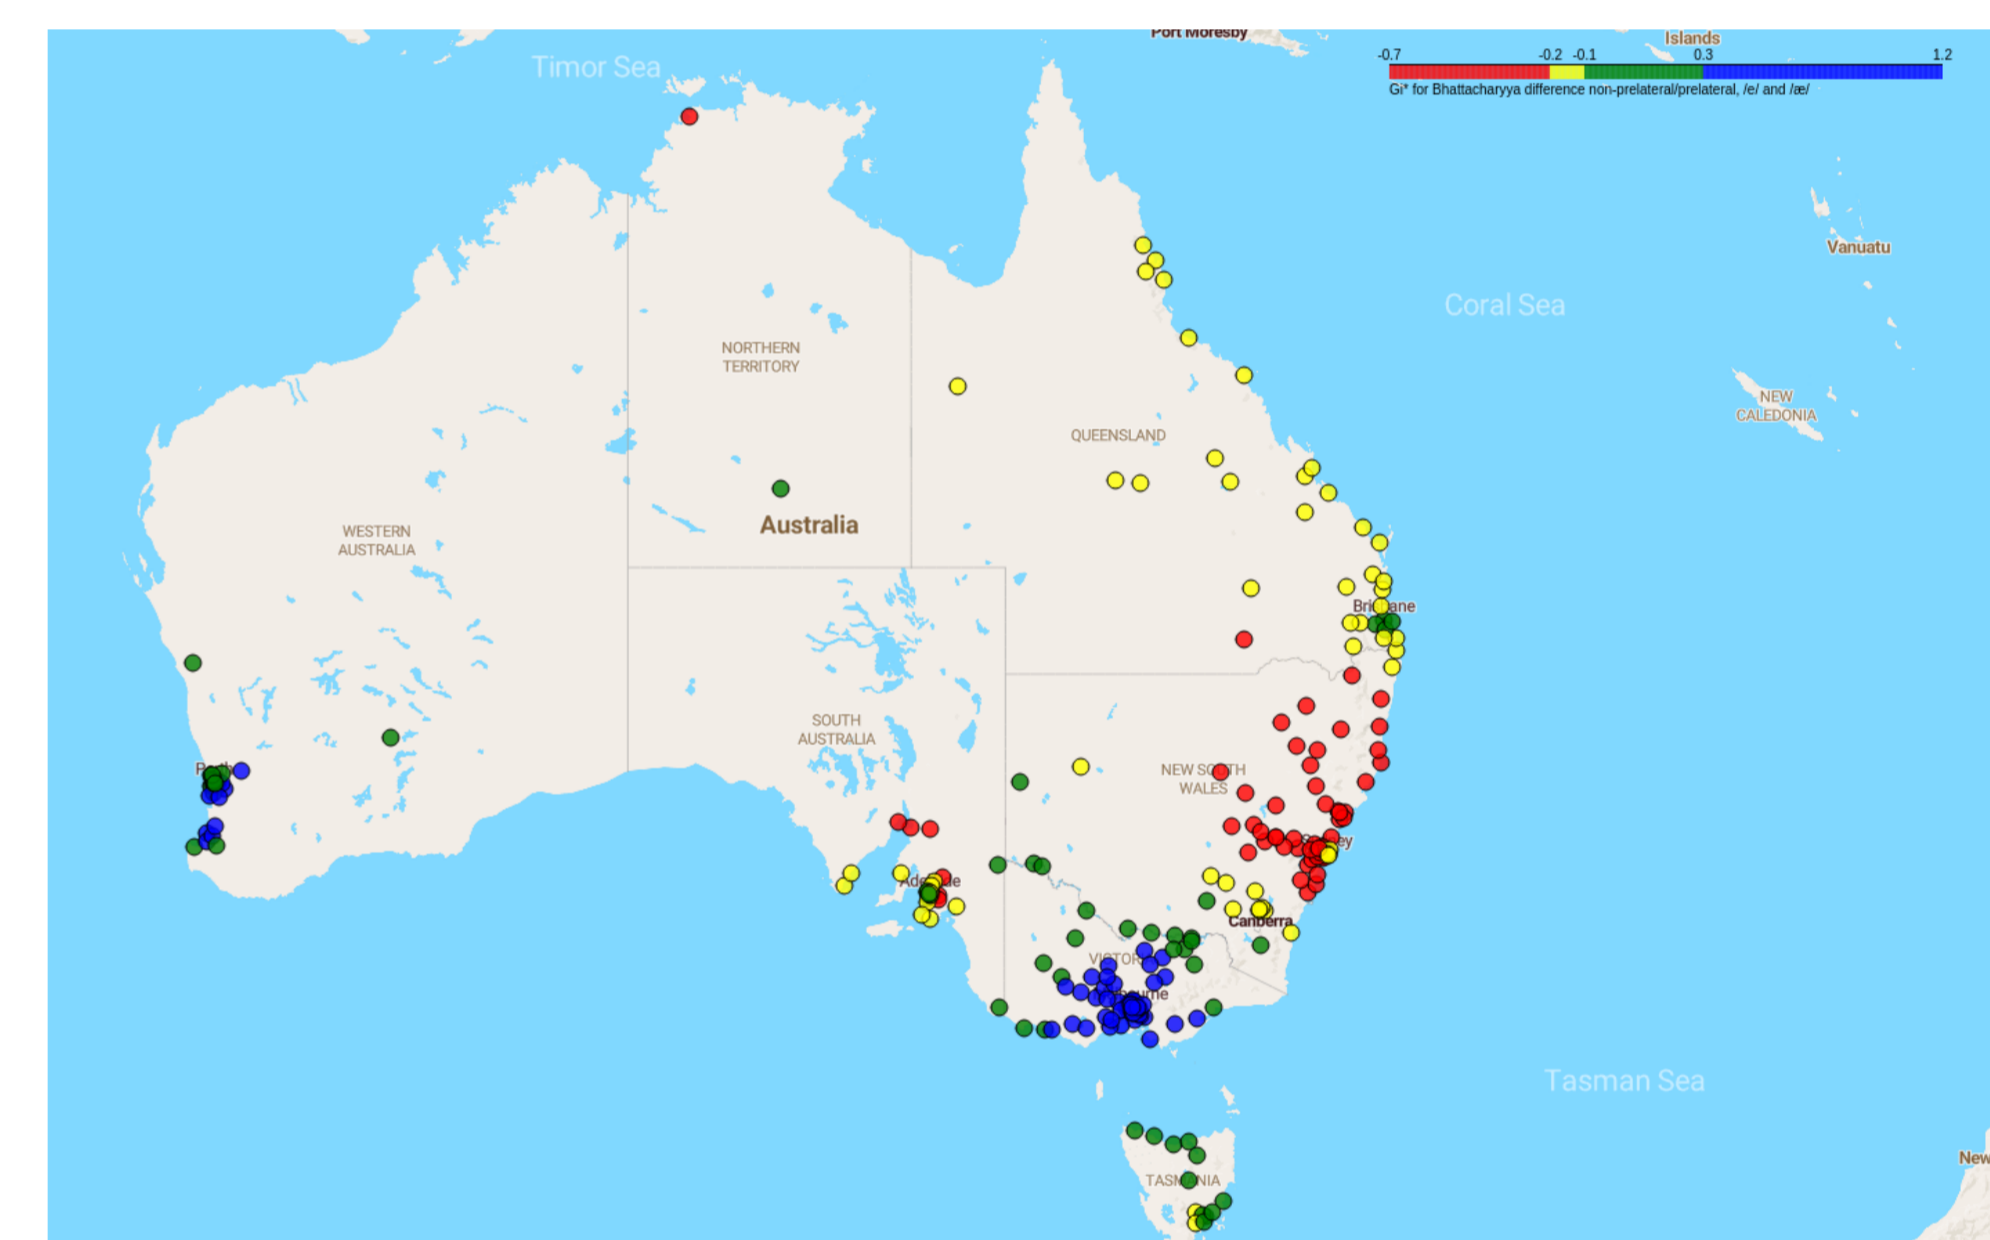 Port Moresby
Islands
Timor Sea
-0.7 -0.2 -0.1 0.3 1.2
Gi* for Bhattacharyya difference non-prelateral/prelateral, /e/ and /æ/
Vanuatu
Coral Sea
NORTHERN
TERRITORY
NEW
CALEDONIA
QUEENSLAND
Australia
WESTERN
AUSTRALIA
Brisbane
SOUTH
AUSTRALIA
NEW SOUTH
WALES
Canberra
Tasman Sea
New
TASMANIA